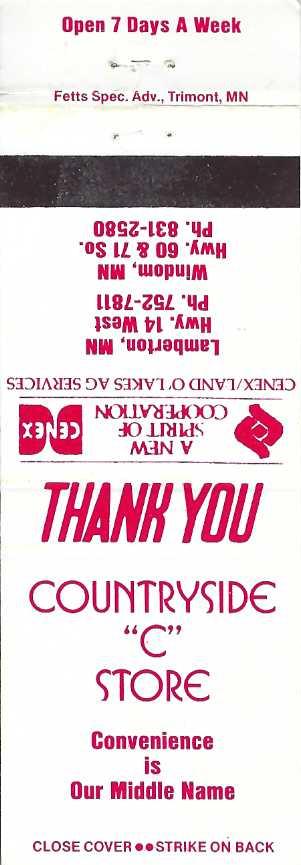 Open 7 Days A Week
Fetts Spec. Adv., Trimont, MN
Lamberton, MN
Hwy. 14 West
Ph. 752-7811
Windom, MN,
Hwy. 60 & 71 So.
Ph. 831-2580
A NEW
SPIRIT OF
COOPERATION
CENEX
CENEX/LAND O'LAKES AG SERVICES
THANK YOU
COUNTRYSIDE
"C"
STORE
Convenience
is
Our Middle Name
CLOSE COVER ●● STRIKE ON BACK